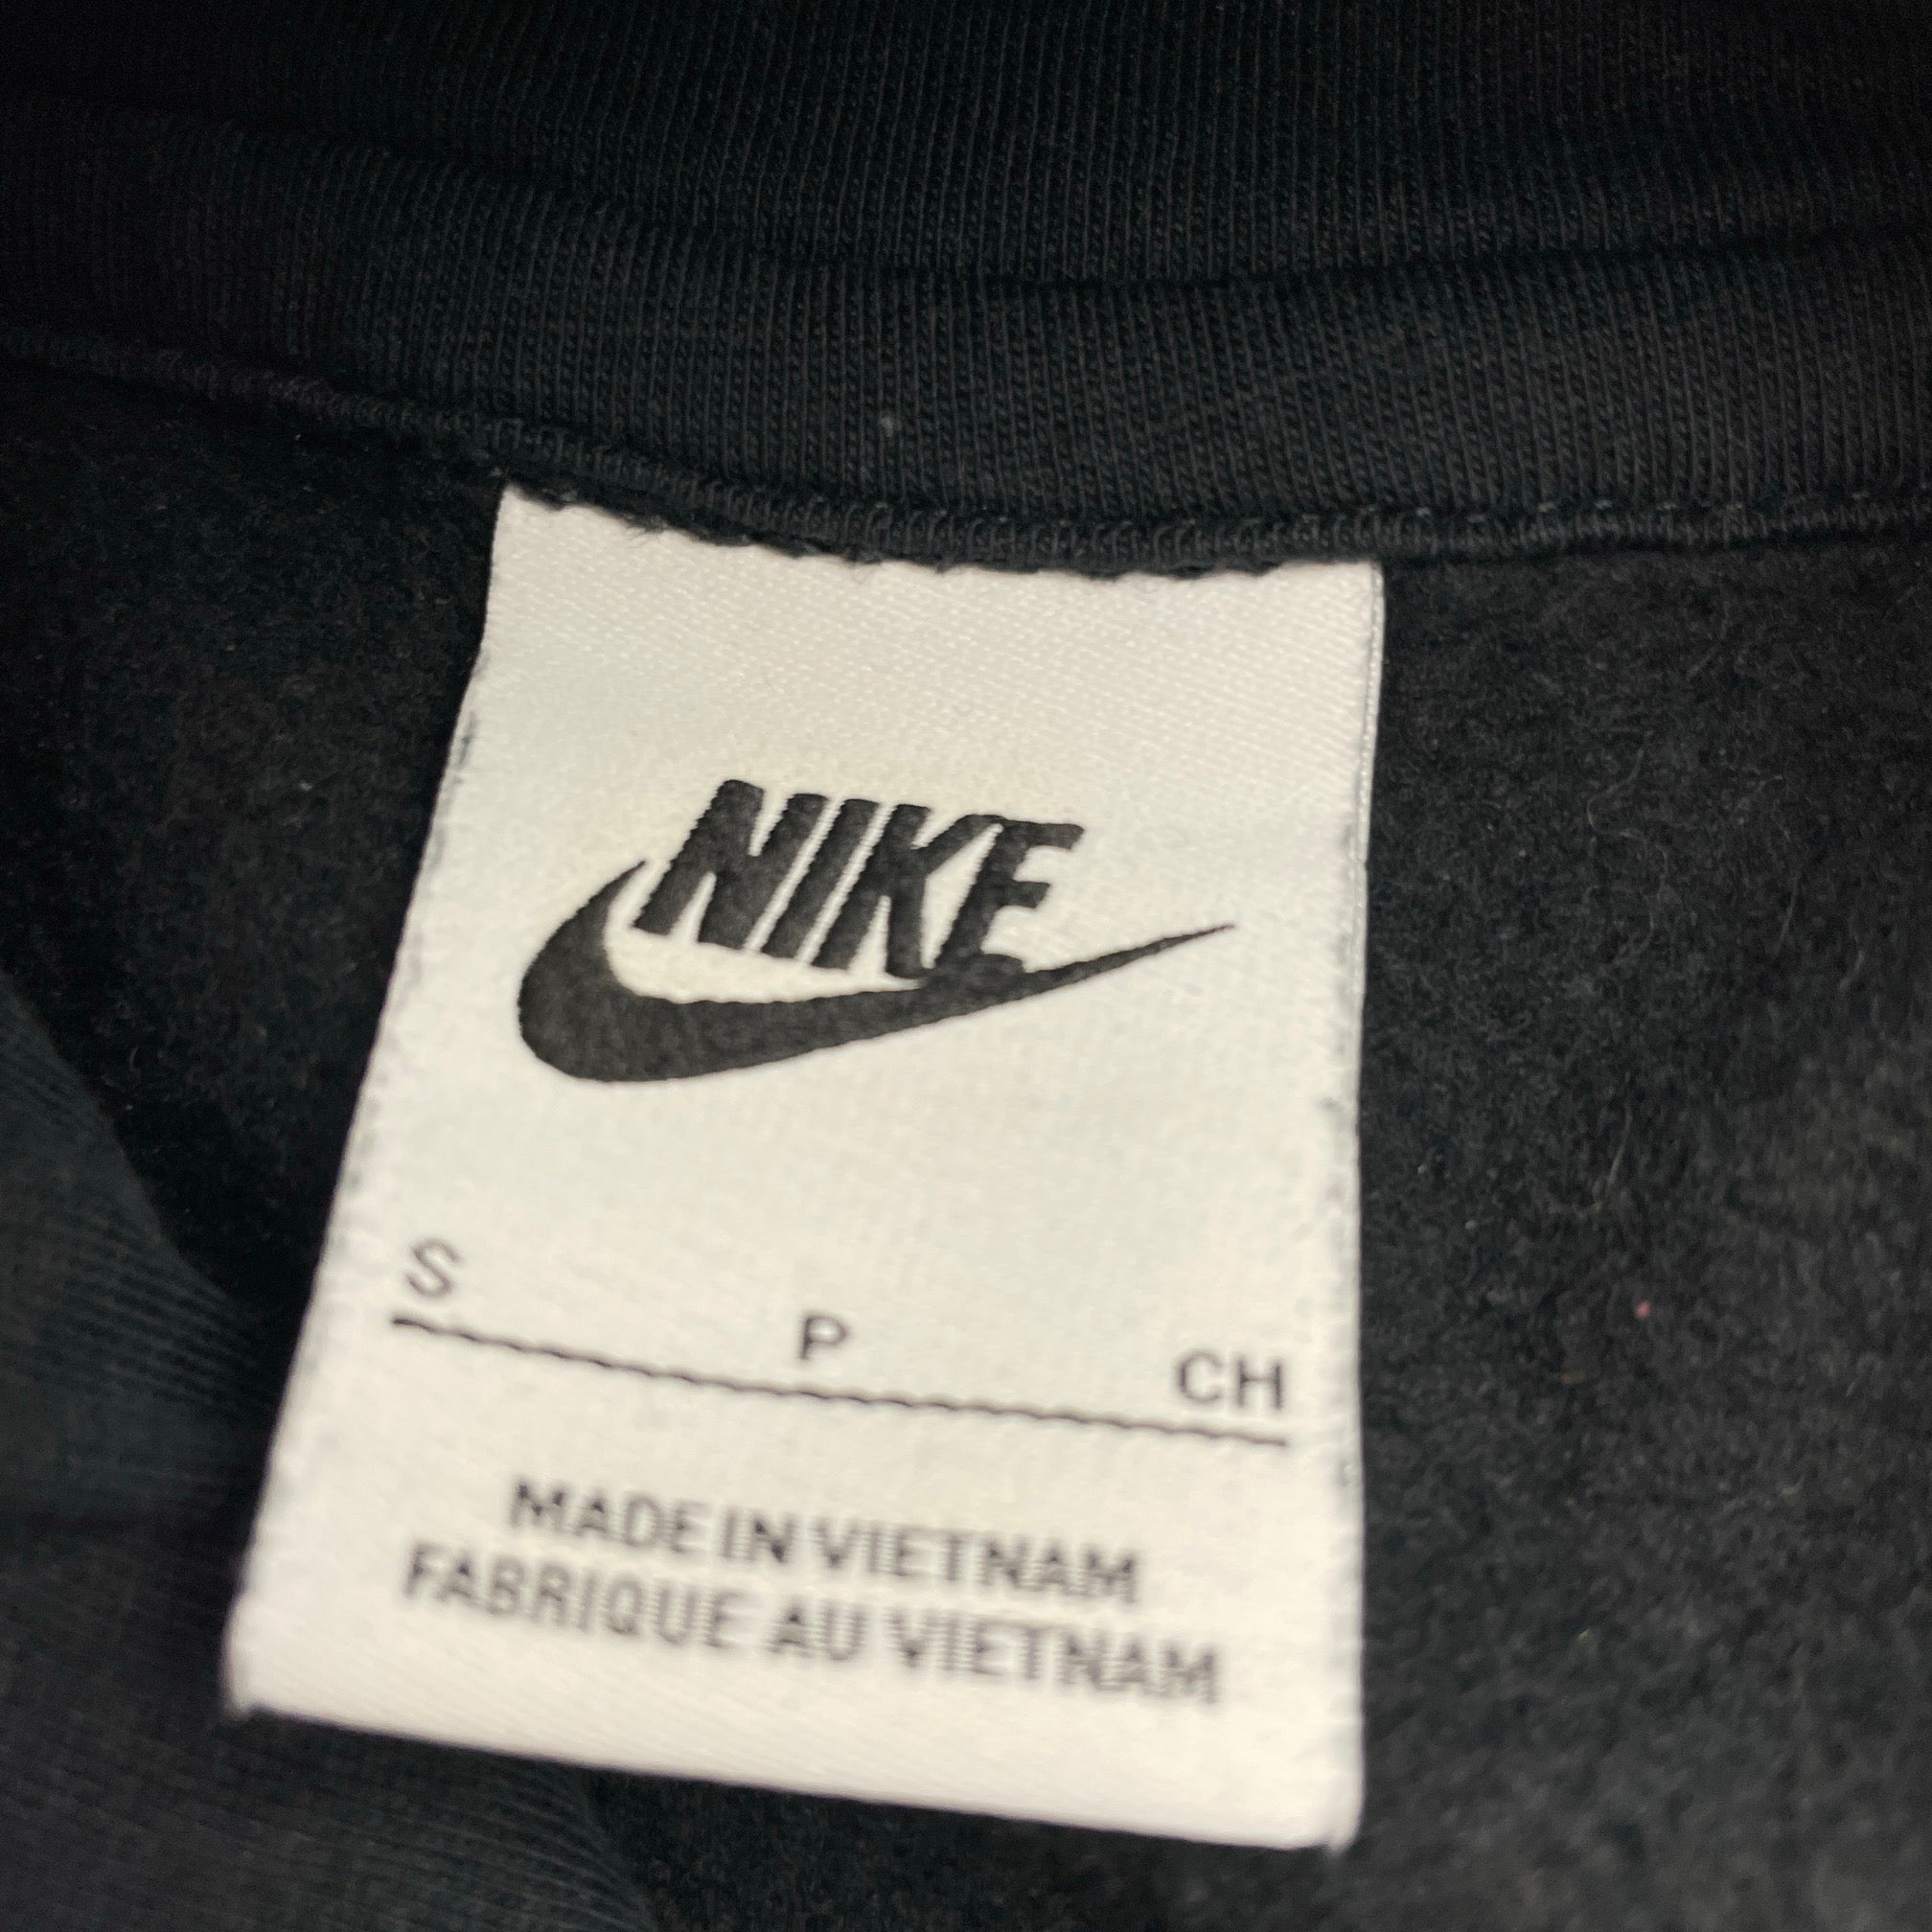 NIKE
S P CH
MADE IN VIETNAM
FABRIQUE AU VIETNAM